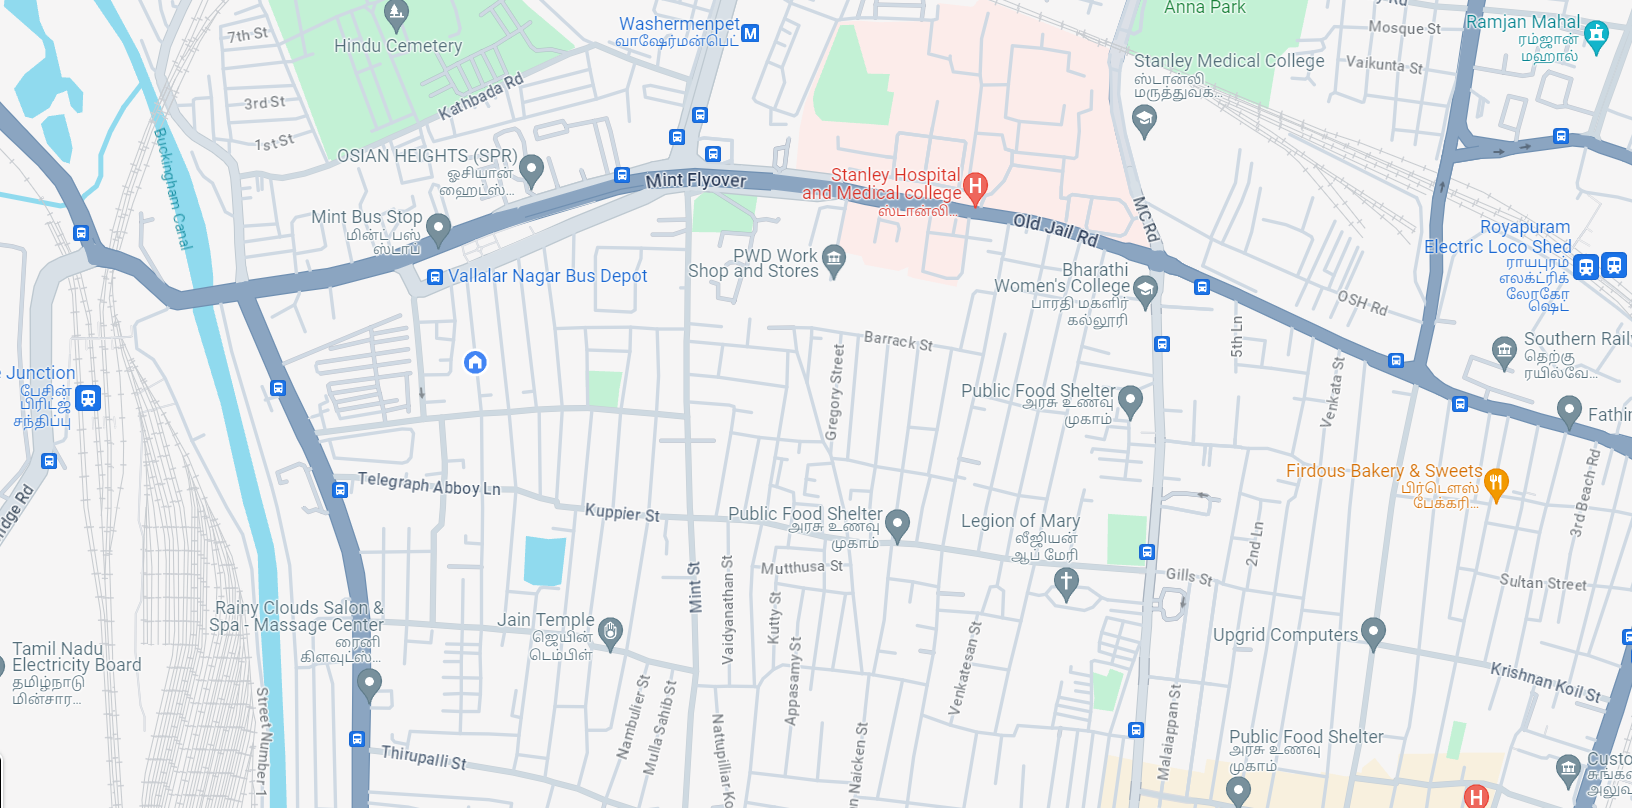 Hindu Cemetery
7th St
3rd St
1st St
Kathbada Rd
Washermenpet
வாஷேர்மன்பெட்
M
Anna Park
Mosque St
Vaikunta St
Ramjan Mahal
ரம்ஜான்
மஹால்
Stanley Medical College
ஸ்டான்லி
மருத்துவக்...
Buckingham Canal
OSIAN HEIGHTS (SPR)
ஓசியான்
ஹைட்ஸ்...
Mint Flyover
Stanley Hospital
and Medical college
ஸ்டான்லி...
H
Old Jail Rd
MC Rd
Mint Bus Stop
மின்ட் பஸ்
ஸ்டாப்
Vallalar Nagar Bus Depot
PWD Work
Shop and Stores
Bharathi
Women's College
பாரதி மகளிர்
கல்லூரி
Royapuram
Electric Loco Shed
ராயபுரம்
எலக்ட்ரிக்
லோகோ
ஷெட்
OSH Rd
5th Ln
Barrack St
Gregory Street
Southern Raily
தெற்கு
ரயில்வே...
Venkata St
Junction
பேசின்
பிரிட்ஜ்
சந்திப்பு
Public Food Shelter
அரசு உணவு
முகாம்
Fathin
Firdous Bakery & Sweets
பிர்டௌஸ்
பேக்கரி...
3rd Beach Rd
Telegraph Abboy Ln
Kuppier St
Public Food Shelter
அரசு உணவு
முகாம்
Legion of Mary
லீஜியன்
ஆப் மேரி
2nd Ln
Mutthusa St
Gills St
Sultan Street
Mint St
Vaidyanathan St
Kutty St
Appasamy St
Venkatesan St
Rainy Clouds Salon &
Spa - Massage Center
ரைனி
கிளவுட்ஸ்...
Jain Temple
ஜெயின்
டெம்பிள்
Upgrid Computers
Krishnan Koil St
Tamil Nadu
Electricity Board
தமிழ்நாடு
மின்சார...
Street Number 1
Nambulier St
Mulla Sahib St
Nattupilliar Ko
Naicken St
Malaiappan St
Thirupalli St
Public Food Shelter
அரசு உணவு
முகாம்
H